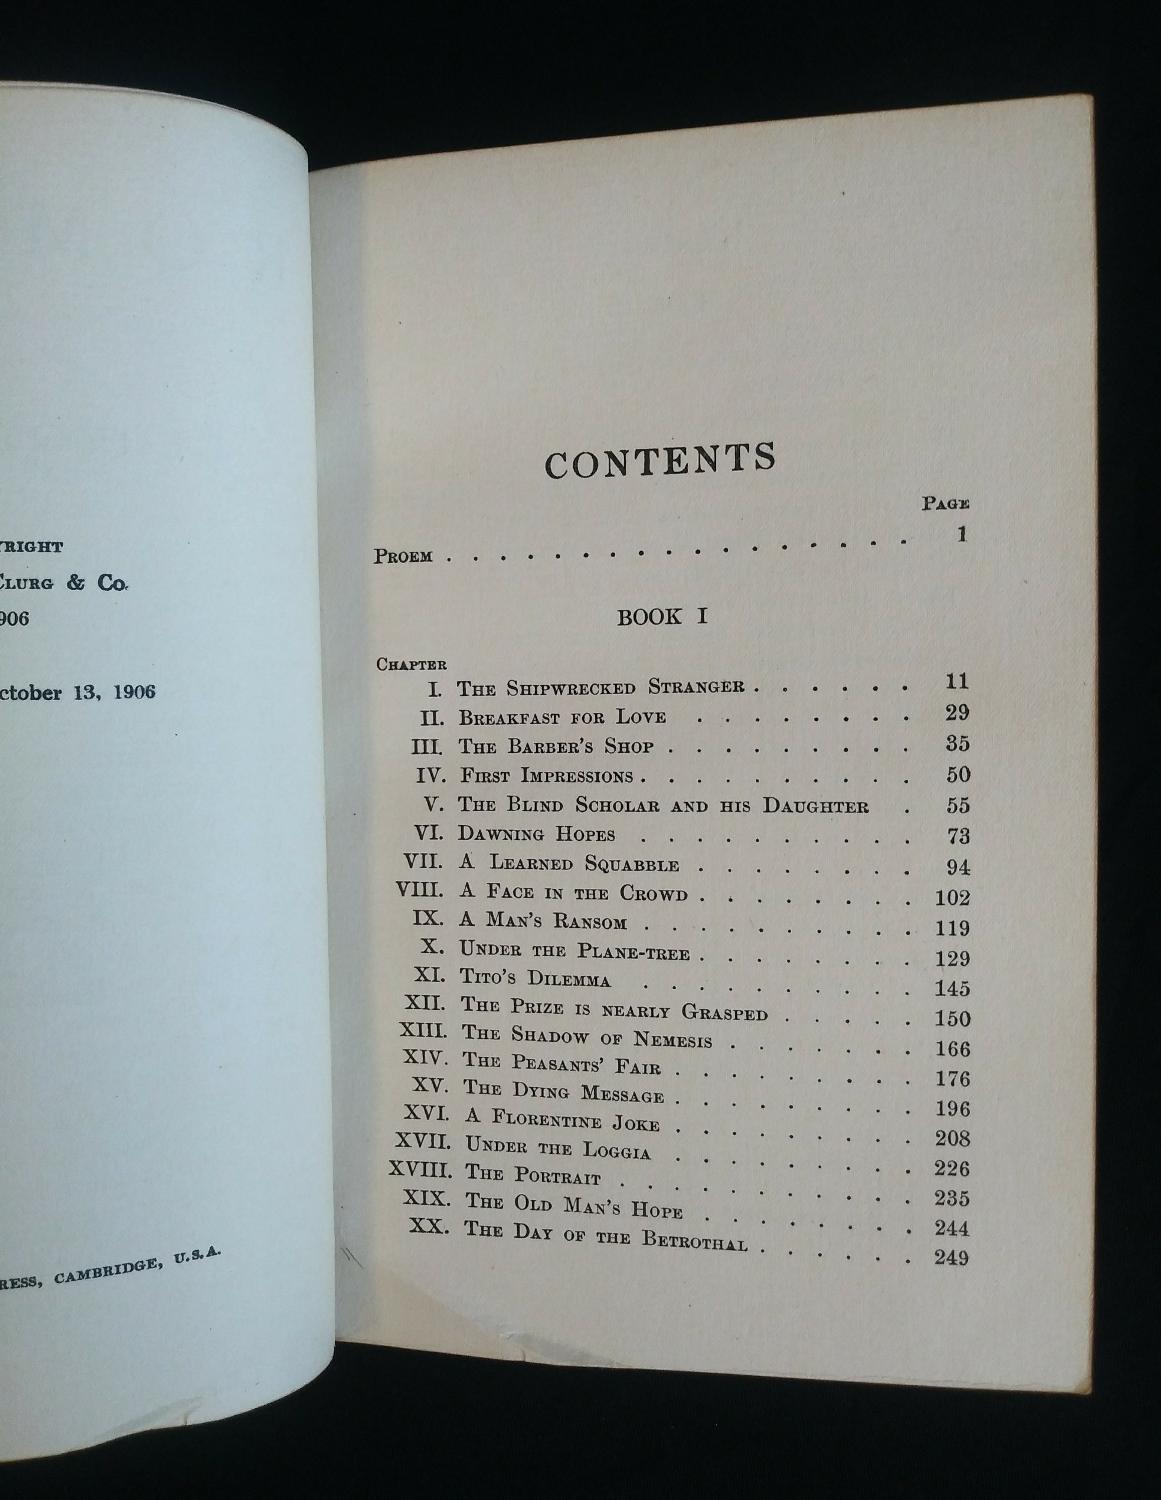 YRIGHT
CLURG & CO.
906
ctober 13, 1906
RESS, CAMBRIDGE, U.S.A.
CONTENTS
PAGE
PROEM . . . . . . . . . . . . . . . . . 1
BOOK I
CHAPTER
I. THE SHIPWRECKED STRANGER . . . . . . 11
II. BREAKFAST FOR LOVE . . . . . . . . 29
III. THE BARBER'S SHOP . . . . . . . . . 35
IV. FIRST IMPRESSIONS . . . . . . . . . . 50
V. THE BLIND SCHOLAR AND HIS DAUGHTER . 55
VI. DAWNING HOPES . . . . . . . . . . 73
VII. A LEARNED SQUABBLE . . . . . . . . 94
VIII. A FACE IN THE CROWD . . . . . . . . 102
IX. A MAN'S RANSOM . . . . . . . . . . 119
X. UNDER THE PLANE-TREE . . . . . . . . 129
XI. TITO'S DILEMMA . . . . . . . . . . 145
XII. THE PRIZE IS NEARLY GRASPED . . . . . 150
XIII. THE SHADOW OF NEMESIS . . . . . . . 166
XIV. THE PEASANTS' FAIR . . . . . . . . . 176
XV. THE DYING MESSAGE . . . . . . . . . 196
XVI. A FLORENTINE JOKE . . . . . . . . . 208
XVII. UNDER THE LOGGIA . . . . . . . . . 226
XVIII. THE PORTRAIT . . . . . . . . . . . 235
XIX. THE OLD MAN'S HOPE . . . . . . . . 244
XX. THE DAY OF THE BETROTHAL . . . . . . 249